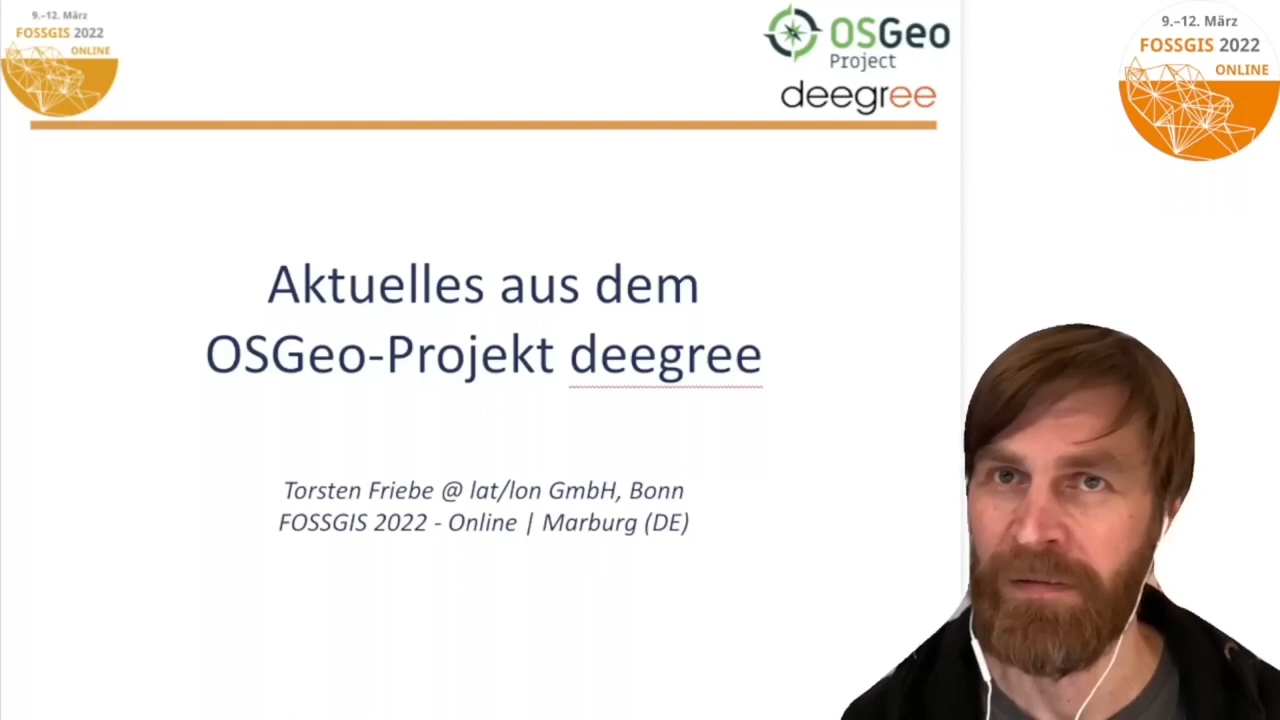 9.–12. März
FOSSGIS 2022
ONLINE
OSGeo
Project
deegree
9.–12. März
FOSSGIS 2022
ONLINE
Aktuelles aus dem
OSGeo-Projekt deegree
Torsten Friebe @ lat/lon GmbH, Bonn
FOSSGIS 2022 - Online | Marburg (DE)